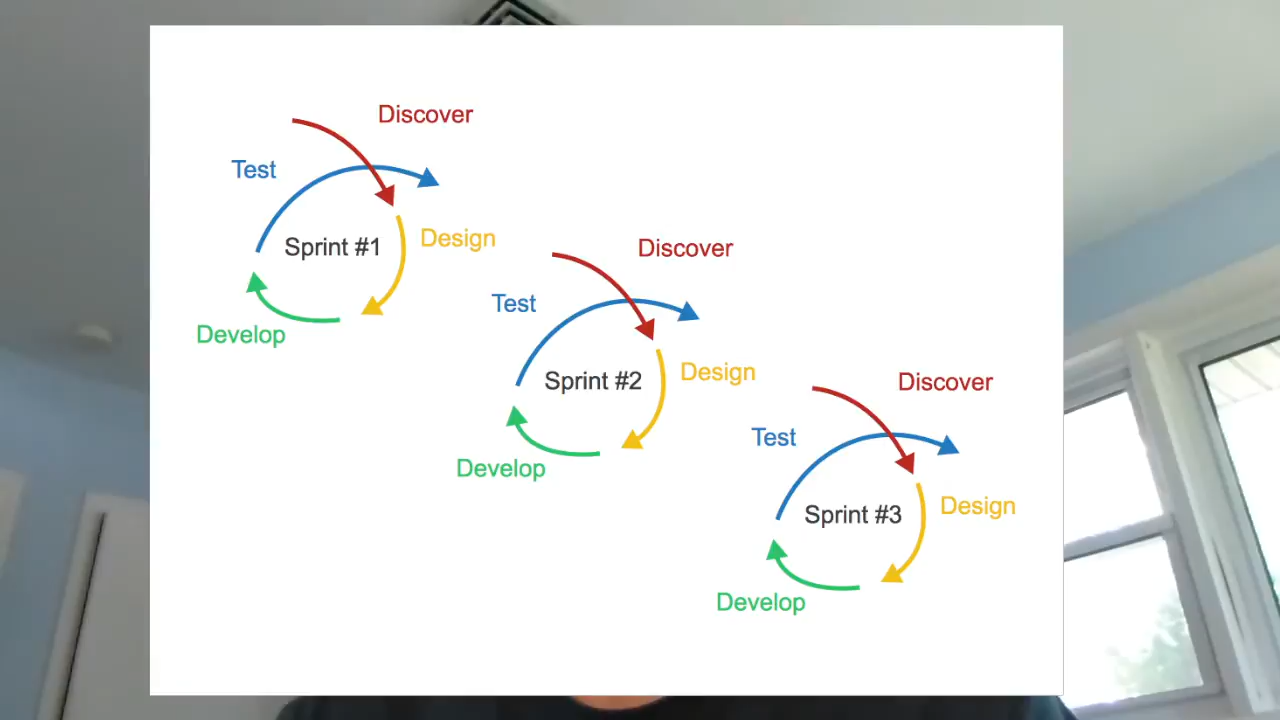 Discover
Test
Sprint #1
Design
Develop
Discover
Test
Sprint #2
Design
Develop
Discover
Test
Sprint #3
Design
Develop